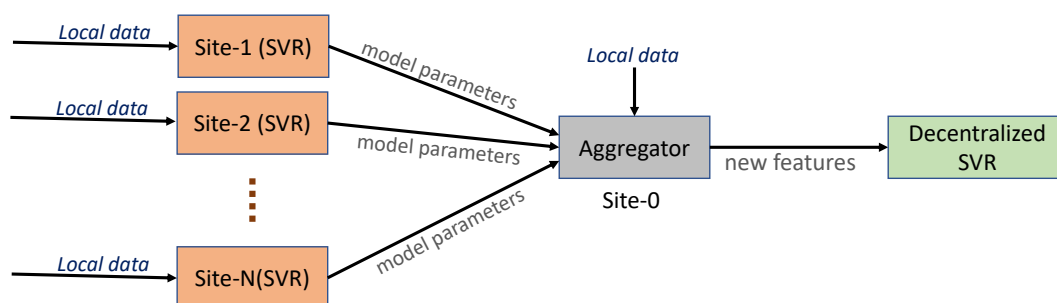 Local data
Site-1 (SVR)
model parameters
Local data
Local data
Site-2 (SVR)
model parameters
Aggregator
new features
Decentralized
SVR
Site-0
Local data
Site-N(SVR)
model parameters